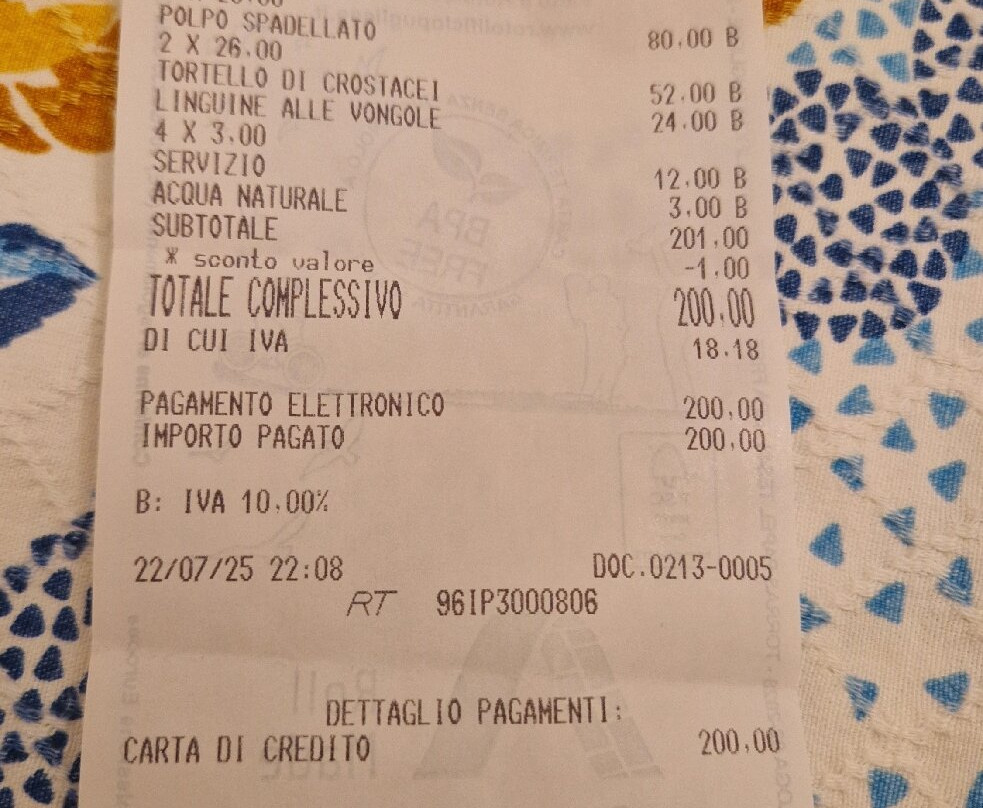 POLPO SPADELLATO 80,00 B
2 X 26.00
TORTELLO DI CROSTACEI 52.00 B
LINGUINE ALLE VONGOLE 24.00 B
4 X 3.00
SERVIZIO 12,00 B
ACQUA NATURALE 3,00 B
SUBTOTALE 201,00
* sconto valore -1.00
TOTALE COMPLESSIVO 200,00
DI CUI IVA 18.18
PAGAMENTO ELETTRONICO 200,00
IMPORTO PAGATO 200,00
B: IVA 10,00%
22/07/25 22:08 DOC.0213-0005
RT 96IP3000806
DETTAGLIO PAGAMENTI:
CARTA DI CREDITO 200,00
BPA
FREE